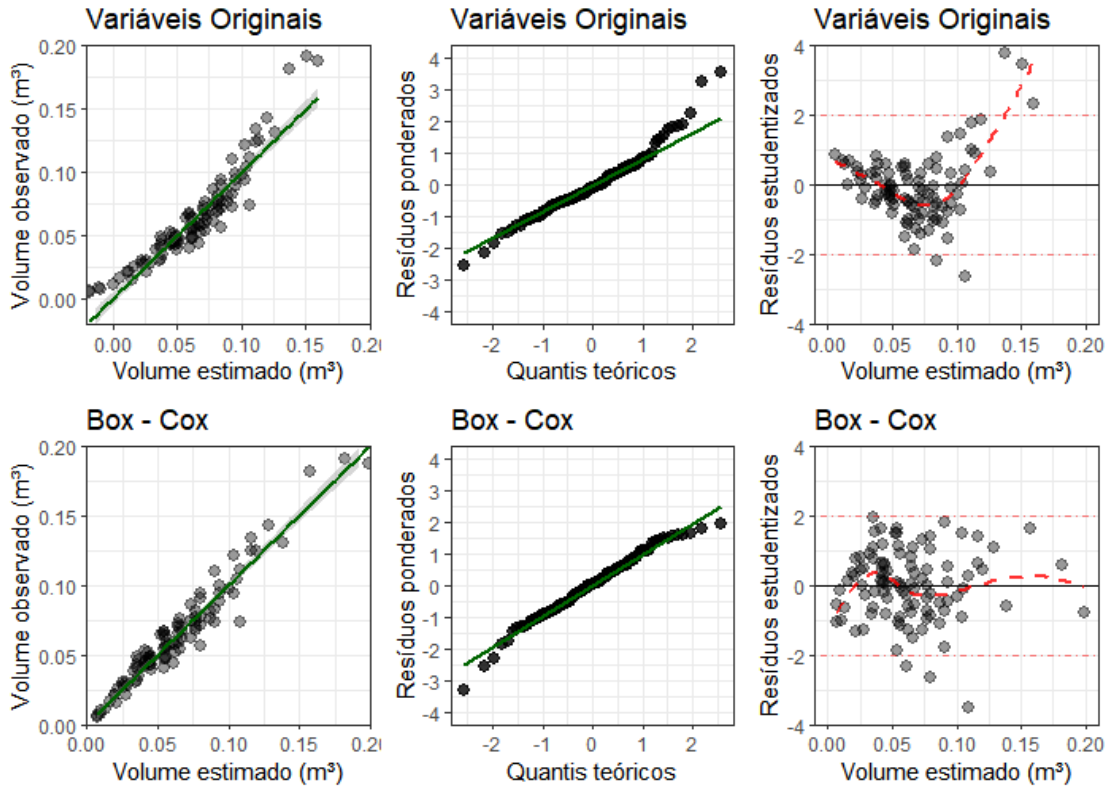 Variáveis Originais
Volume observado (m³)
0.20
0.15
0.10
0.05
0.00
0.00 0.05 0.10 0.15 0.20
Volume estimado (m³)
Variáveis Originais
Resíduos ponderados
4
3
2
1
0
-1
-2
-3
-4
-2 -1 0 1 2
Quantis teóricos
Variáveis Originais
Resíduos estudentizados
4
2
0
-2
-4
0.00 0.05 0.10 0.15 0.20
Volume estimado (m³)
Box - Cox
Volume observado (m³)
0.20
0.15
0.10
0.05
0.00
0.00 0.05 0.10 0.15 0.20
Volume estimado (m³)
Box - Cox
Resíduos ponderados
4
3
2
1
0
-1
-2
-3
-4
-2 -1 0 1 2
Quantis teóricos
Box - Cox
Resíduos estudentizados
4
2
0
-2
-4
0.00 0.05 0.10 0.15 0.20
Volume estimado (m³)